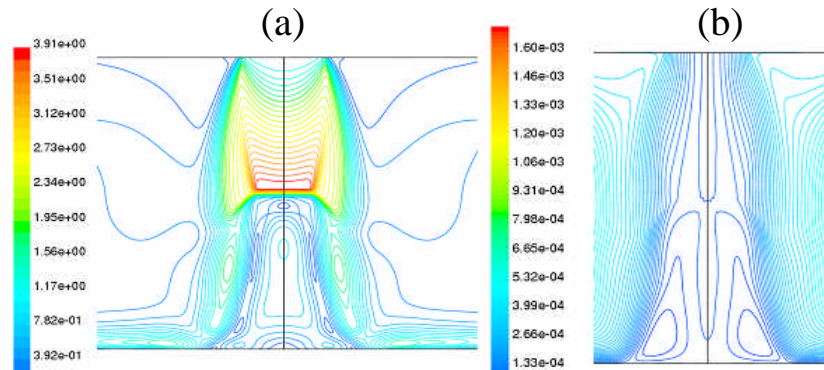 (a)
(b)
3.91e+00
3.51e+00
3.12e+00
2.73e+00
2.34e+00
1.95e+00
1.56e+00
1.17e+00
7.82e-01
3.92e-01
1.60e-03
1.46e-03
1.33e-03
1.20e-03
1.06e-03
9.31e-04
7.98e-04
6.65e-04
5.32e-04
3.99e-04
2.66e-04
1.33e-04